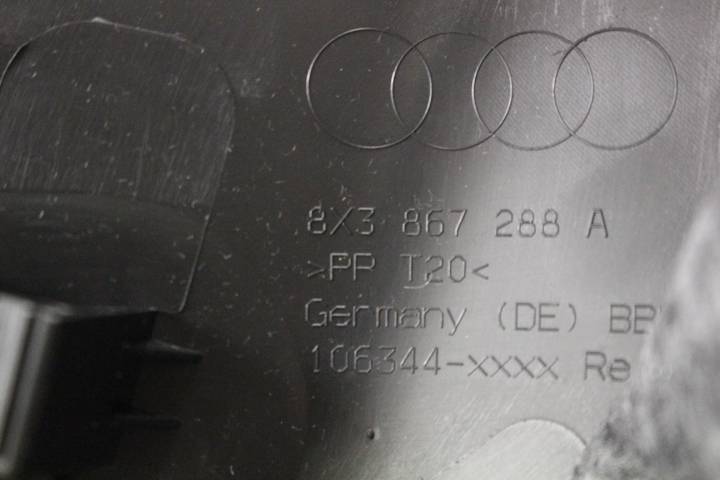 8X3 867 288 A
>PP T20<
Germany (DE)
106344-xxxx Re